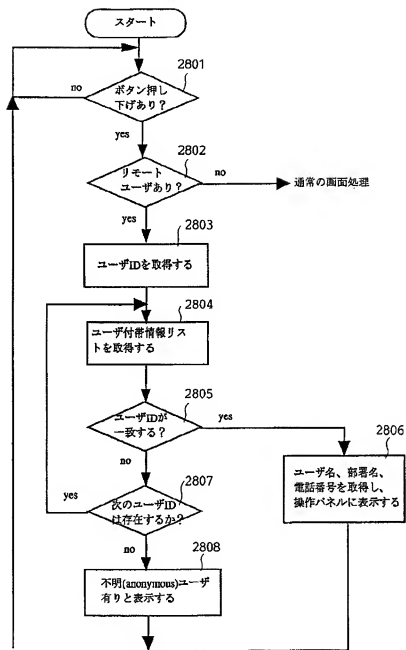 スタート
2801
no
ボタン押し
下げあり?
yes
2802
リモート
ユーザあり?
no
通常の画面処理
yes
2803
ユーザIDを取得する
2804
ユーザ付帯情報リス
トを取得する
2805
ユーザIDが
一致する?
yes
no
2806
ユーザ名、部署名、
電話番号を取得し、
操作パネルに表示する
2807
yes
次のユーザID
は存在するか?
no
2808
不明(anonymous)ユーザ
有りと表示する